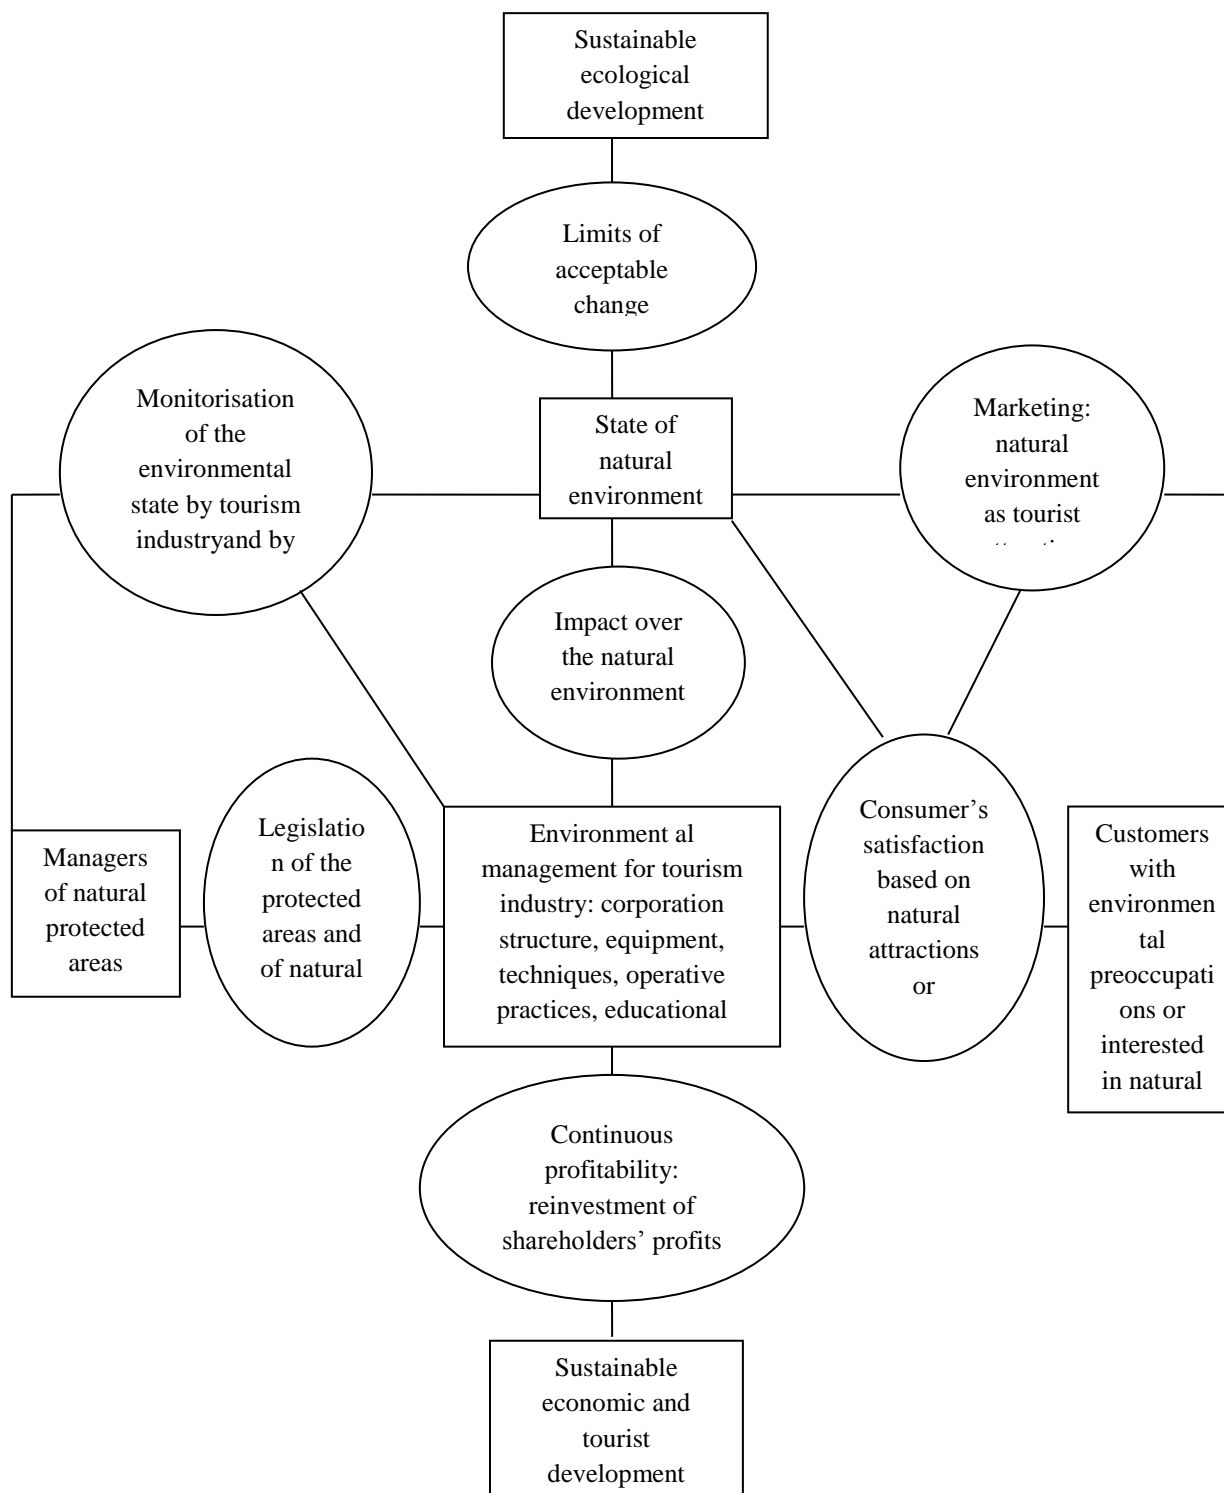 Sustainable
ecological
development
Limits of
acceptable
change
Monitorisation
of the
environmental
state by tourism
industryand by
State of
natural
environment
Marketing:
natural
environment
as tourist
Impact over
the natural
environment
Managers
of natural
protected
areas
Legislatio
n of the
protected
areas and
of natural
Environment al
management for tourism
industry: corporation
structure, equipment,
techniques, operative
practices, educational
Consumer’s
satisfaction
based on
natural
attractions
or
Customers
with
environmen
tal
preoccupati
ons or
interested
in natural
Continuous
profitability:
reinvestment of
shareholders’ profits
Sustainable
economic and
tourist
development